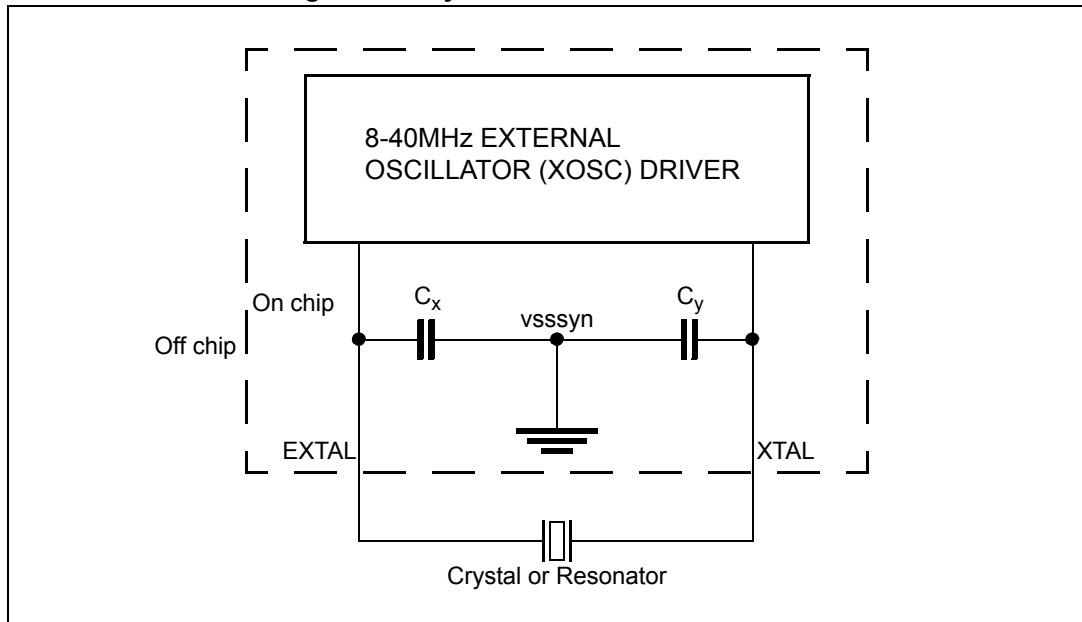 8-40MHz EXTERNAL
OSCILLATOR (XOSC) DRIVER
On chip
Cx
vsssyn
Cy
Off chip
EXTAL
XTAL
Crystal or Resonator